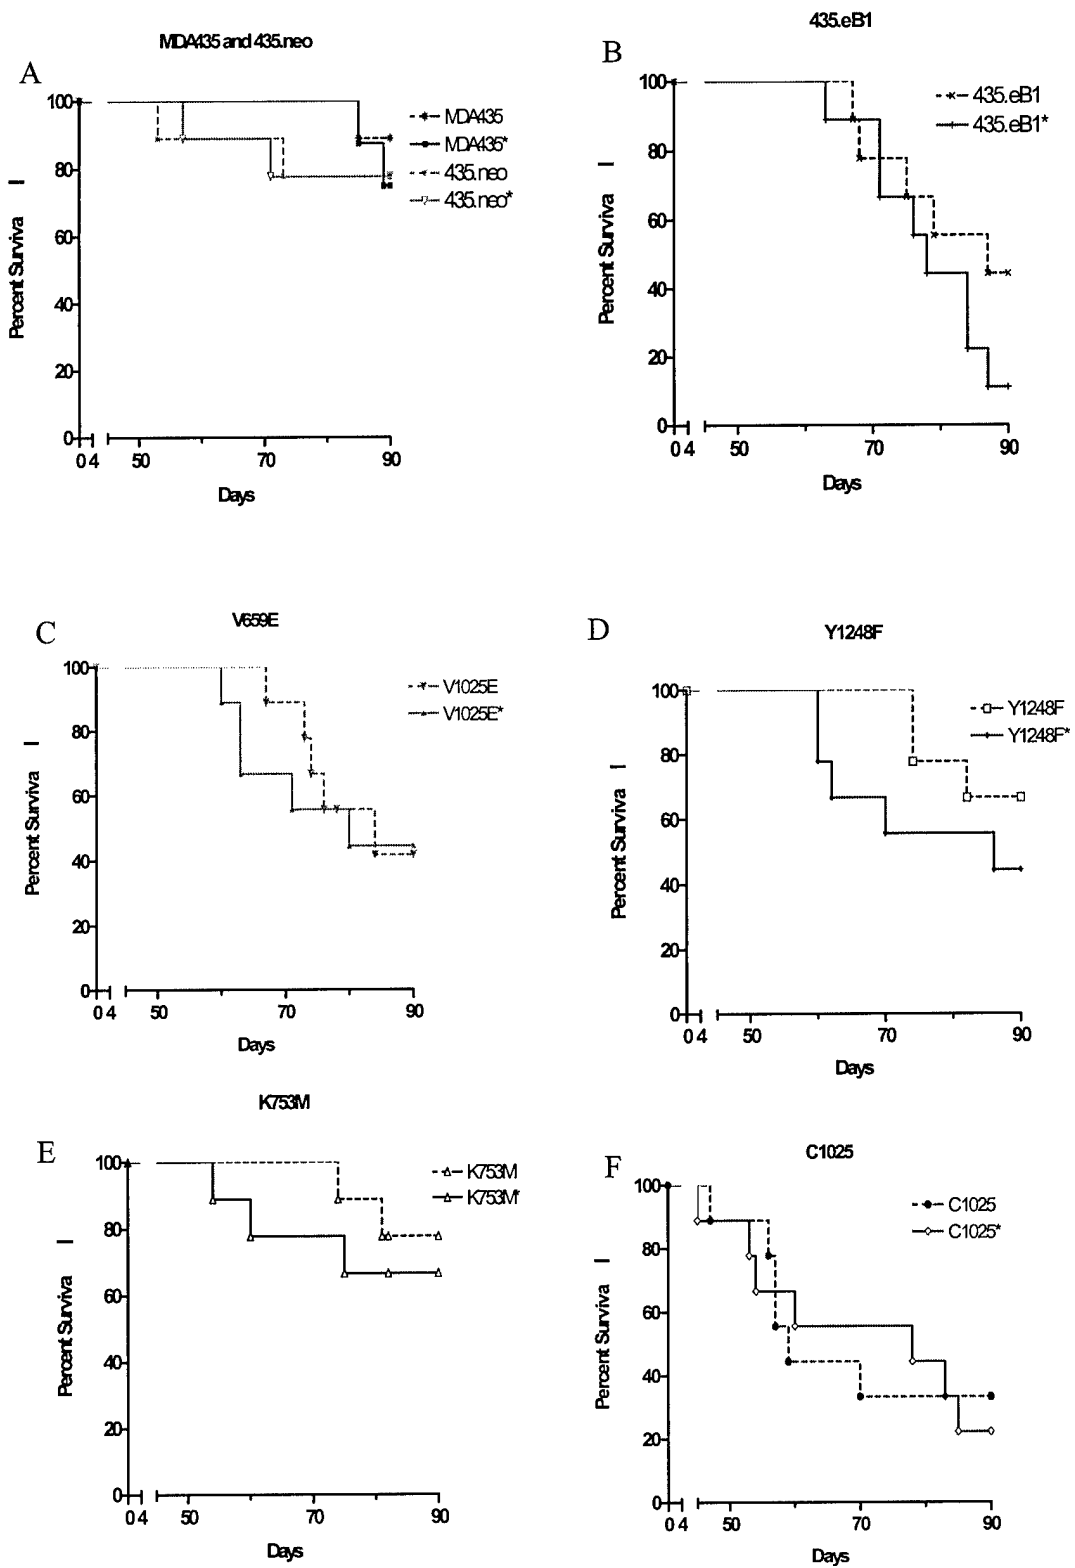 MDA435 and 435.neo
A
100
80
60
40
20
0
0 4
50
70
90
Percent Surviva l
Days
MDA435
MDA435*
435.neo
435.neo*
435.eB1
B
100
80
60
40
20
0
0 4
50
70
90
Percent Surviva l
Days
435.eB1
435.eB1*
V659E
C
100
80
60
40
20
0
0 4
50
70
90
Percent Surviva l
Days
V1025E
V1025E*
Y1248F
D
100
80
60
40
20
0
0 4
50
70
90
Percent Surviva l
Days
Y1248F
Y1248F*
K753M
E
100
80
60
40
20
0
0 4
50
70
90
Percent Surviva l
Days
K753M
K753M*
C1025
F
100
80
60
40
20
0
0 4
50
70
90
Percent Surviva l
Days
C1025
C1025*